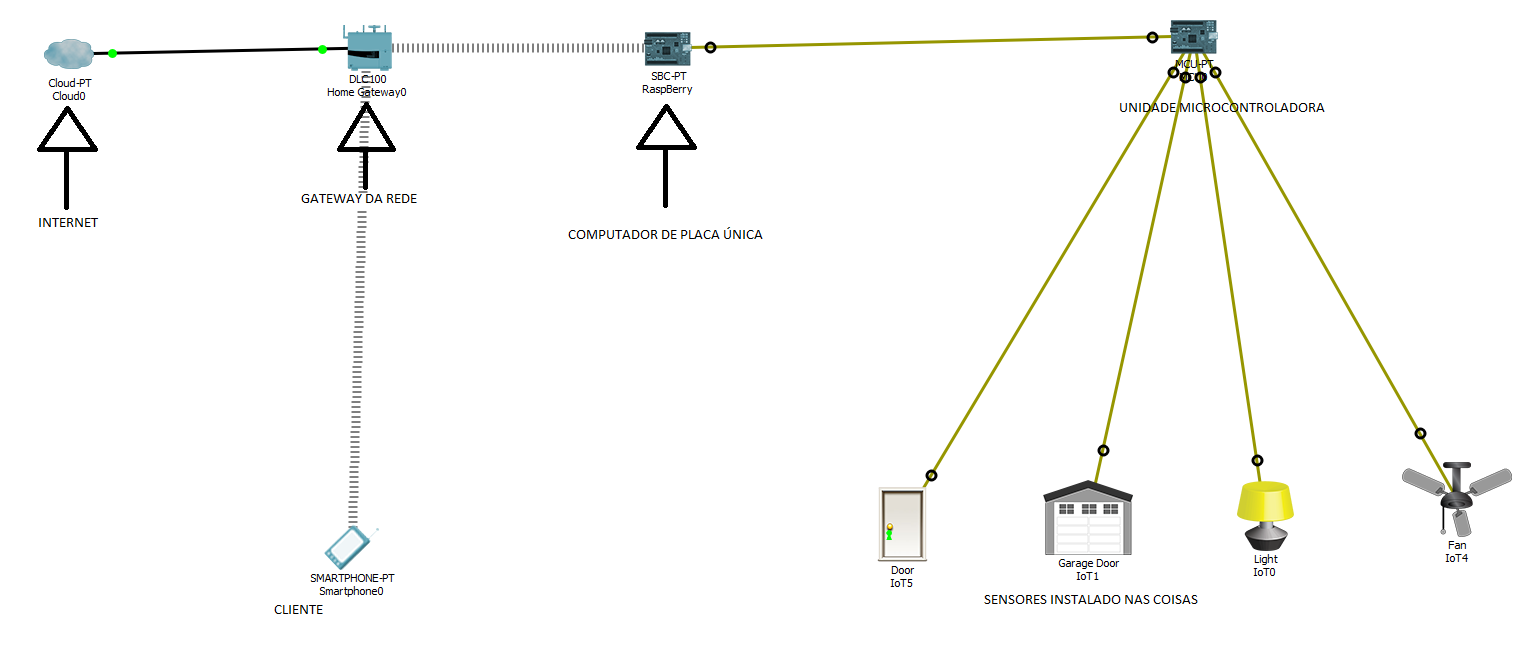 Cloud-PT
Cloud0
INTERNET
DLC100
Home Gateway0
GATEWAY DA REDE
SBC-PT
RaspBerry
COMPUTADOR DE PLACA ÚNICA
MCU-PT
UNIDADE MICROCONTROLADORA
SMARTPHONE-PT
Smartphone0
CLIENTE
Door
IoT5
Garage Door
IoT1
Light
IoT0
Fan
IoT4
SENSORES INSTALADO NAS COISAS